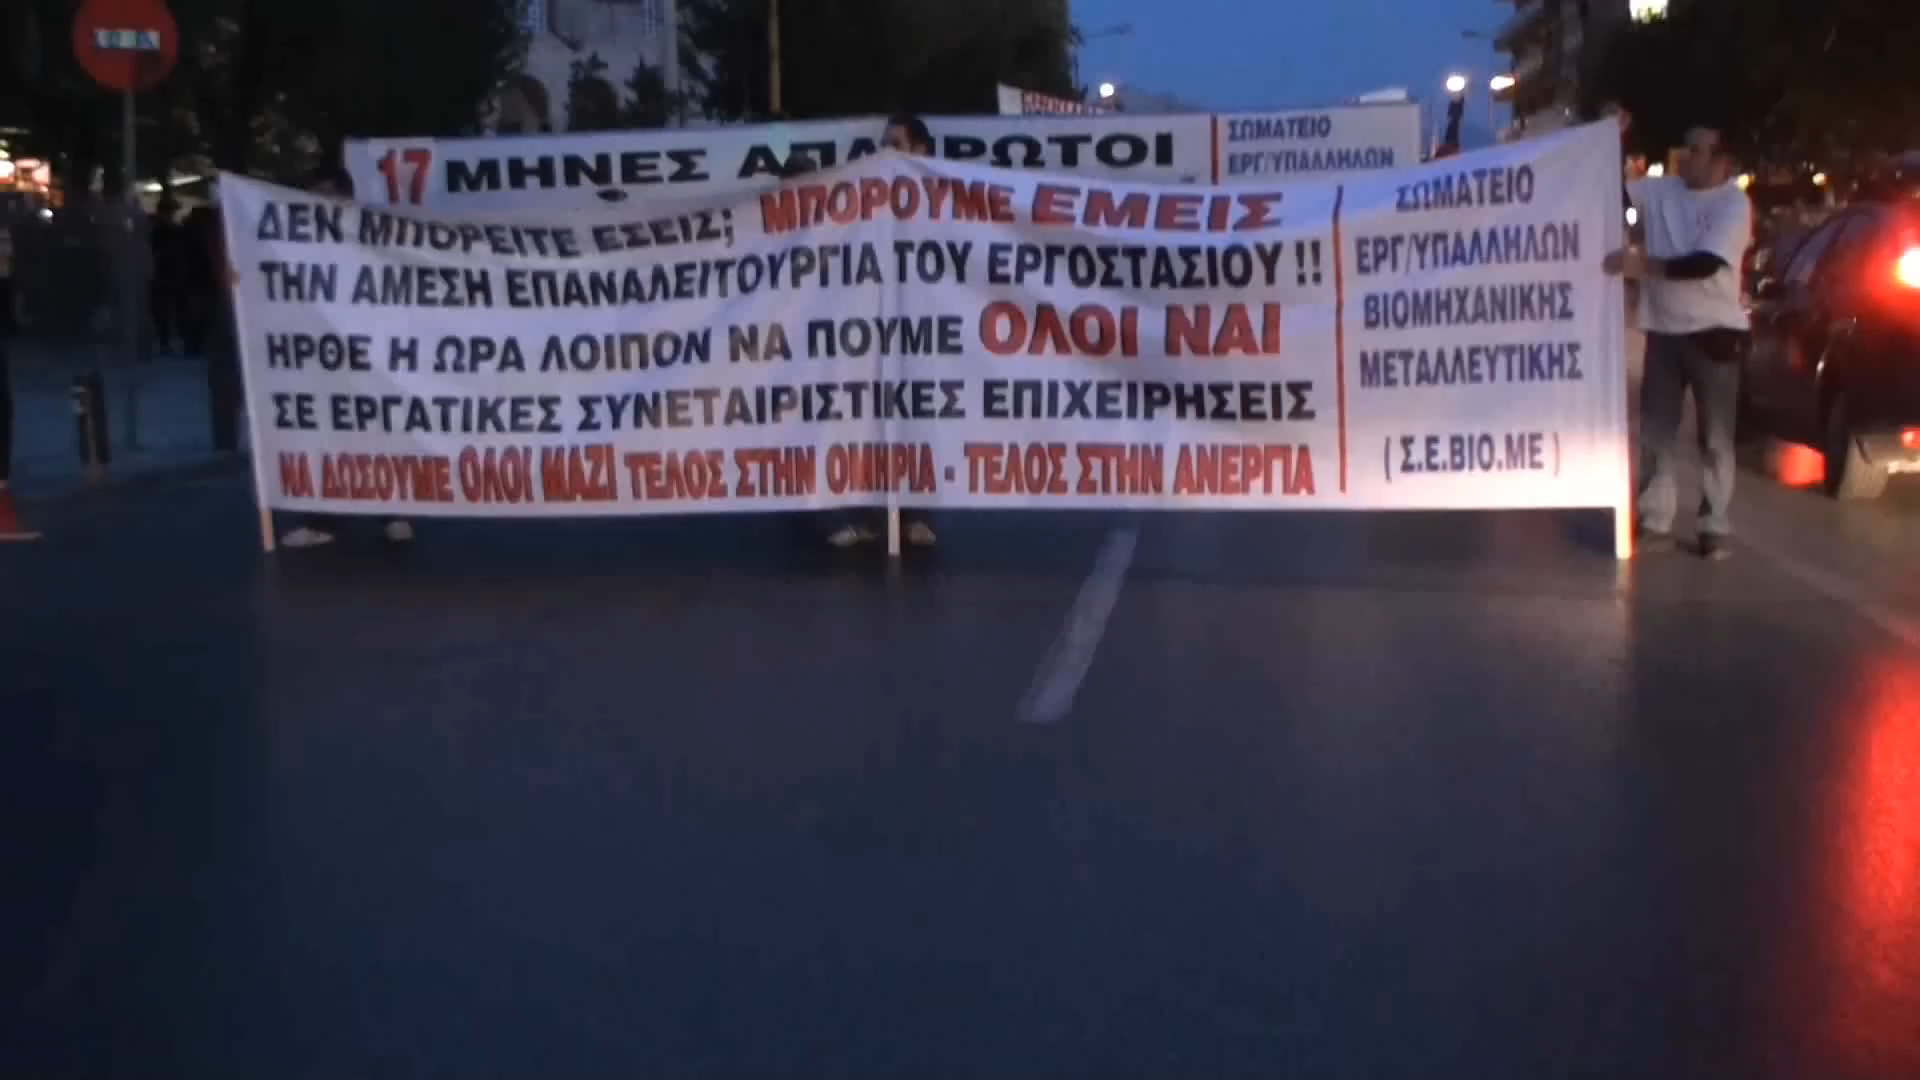 17 ΜΗΝΕΣ ΑΠΛΗΡΩΤΟΙ
ΣΩΜΑΤΕΙΟ
ΕΡΓ/ΥΠΑΛΛΗΛΩΝ
ΔΕΝ ΜΠΟΡΕΙΤΕ ΕΣΕΙΣ; ΜΠΟΡΟΥΜΕ ΕΜΕΙΣ
ΤΗΝ ΑΜΕΣΗ ΕΠΑΝΑΛΕΙΤΟΥΡΓΙΑ ΤΟΥ ΕΡΓΟΣΤΑΣΙΟΥ !!
ΗΡΘΕ Η ΩΡΑ ΛΟΙΠΟΝ ΝΑ ΠΟΥΜΕ ΟΛΟΙ ΝΑΙ
ΣΕ ΕΡΓΑΤΙΚΕΣ ΣΥΝΕΤΑΙΡΙΣΤΙΚΕΣ ΕΠΙΧΕΙΡΗΣΕΙΣ
ΝΑ ΔΩΣΟΥΜΕ ΟΛΟΙ ΜΑΖΙ ΤΕΛΟΣ ΣΤΗΝ ΟΜΗΡΙΑ - ΤΕΛΟΣ ΣΤΗΝ ΑΝΕΡΓΙΑ
ΣΩΜΑΤΕΙΟ
ΕΡΓ/ΥΠΑΛΛΗΛΩΝ
ΒΙΟΜΗΧΑΝΙΚΗΣ
ΜΕΤΑΛΛΕΥΤΙΚΗΣ
( Σ.Ε.ΒΙΟ.ΜΕ )